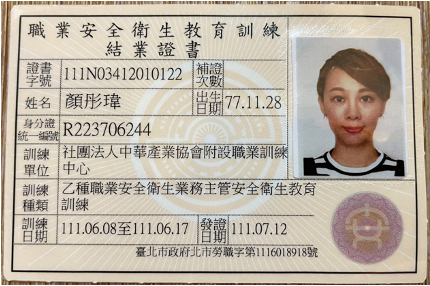 職業安全衛生教育訓練
結業證書
證書字號 111N03412010122 補證次數
姓名 顏彤瑋 出生日期 77.11.28
身分證統一編號 R223706244
訓練單位 社團法人中華產業協會附設職業訓練
中心
訓練種類 乙種職業安全衛生業務主管安全衛生教育
訓練
訓練日期 111.06.08至111.06.17 發證日期 111.07.12
臺北市政府北市勞職字第1116018918號